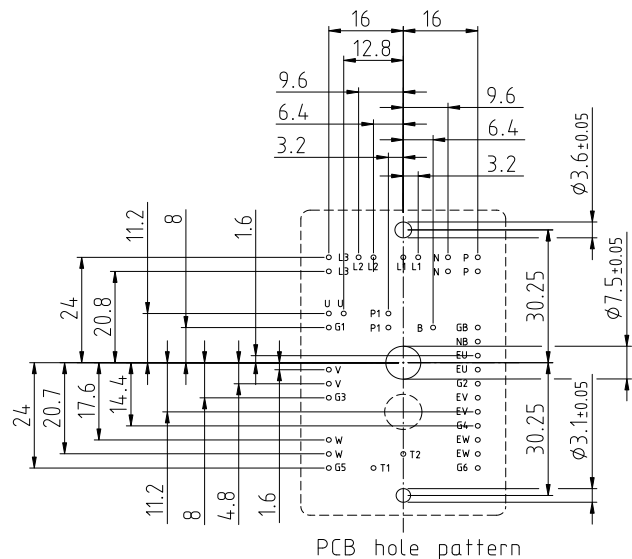 16 16
12.8
9.6 9.6
6.4 6.4
3.2 3.2
11.2 8 1.6
⌀3.6±0.05
⌀7.5±0.05
L3 L2 L2 L1 L1 N P
L3 N P
24 20.8
30.25
U U P1
G1 P1 B GB
NB
EU
V EU
V G2
G3 EV
EV
G4
W EW
W T2 EW
G5 T1 G6
24 20.7 17.6 14.4
30.25
⌀3.1±0.05
11.2 8 4.8 1.6
PCB hole pattern